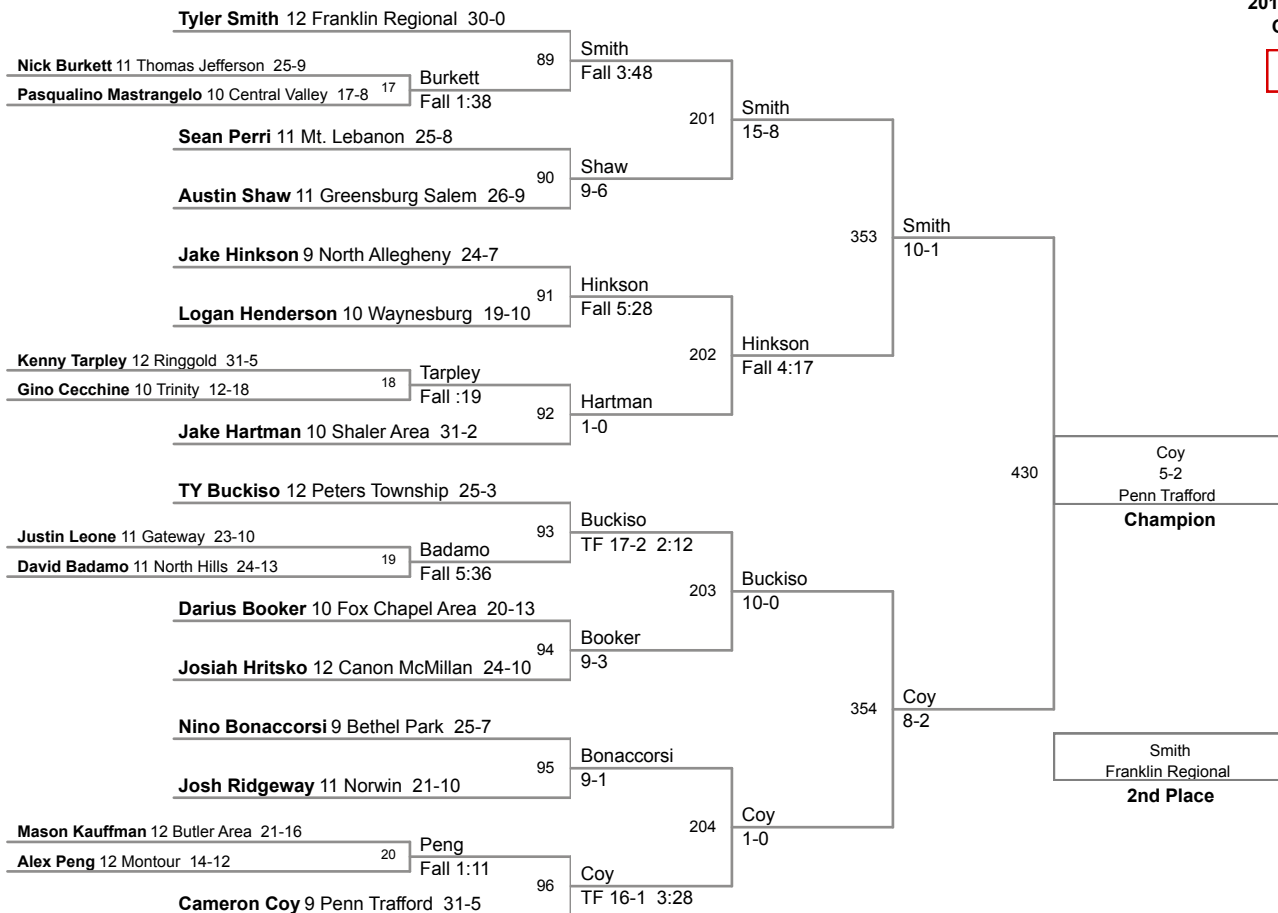 Tyler Smith 12 Franklin Regional 30-0
201
Nick Burkett 11 Thomas Jefferson 25-9
Pasqualino Mastrangelo 10 Central Valley 17-8
17
Burkett
Fall 1:38
89
Smith
Fall 3:48
Sean Perri 11 Mt. Lebanon 25-8
Austin Shaw 11 Greensburg Salem 26-9
90
Shaw
9-6
201
Smith
15-8
Jake Hinkson 9 North Allegheny 24-7
Logan Henderson 10 Waynesburg 19-10
91
Hinkson
Fall 5:28
Kenny Tarpley 12 Ringgold 31-5
Gino Cecchine 10 Trinity 12-18
18
Tarpley
Fall :19
Jake Hartman 10 Shaler Area 31-2
92
Hartman
1-0
202
Hinkson
Fall 4:17
353
Smith
10-1
TY Buckiso 12 Peters Township 25-3
Justin Leone 11 Gateway 23-10
David Badamo 11 North Hills 24-13
19
Badamo
Fall 5:36
93
Buckiso
TF 17-2 2:12
Darius Booker 10 Fox Chapel Area 20-13
Josiah Hritsko 12 Canon McMillan 24-10
94
Booker
9-3
203
Buckiso
10-0
Nino Bonaccorsi 9 Bethel Park 25-7
Josh Ridgeway 11 Norwin 21-10
95
Bonaccorsi
9-1
Mason Kauffman 12 Butler Area 21-16
Alex Peng 12 Montour 14-12
20
Peng
Fall 1:11
Cameron Coy 9 Penn Trafford 31-5
96
Coy
TF 16-1 3:28
204
Coy
1-0
354
Coy
8-2
430
Coy
5-2
Penn Trafford
Champion
Smith
Franklin Regional
2nd Place